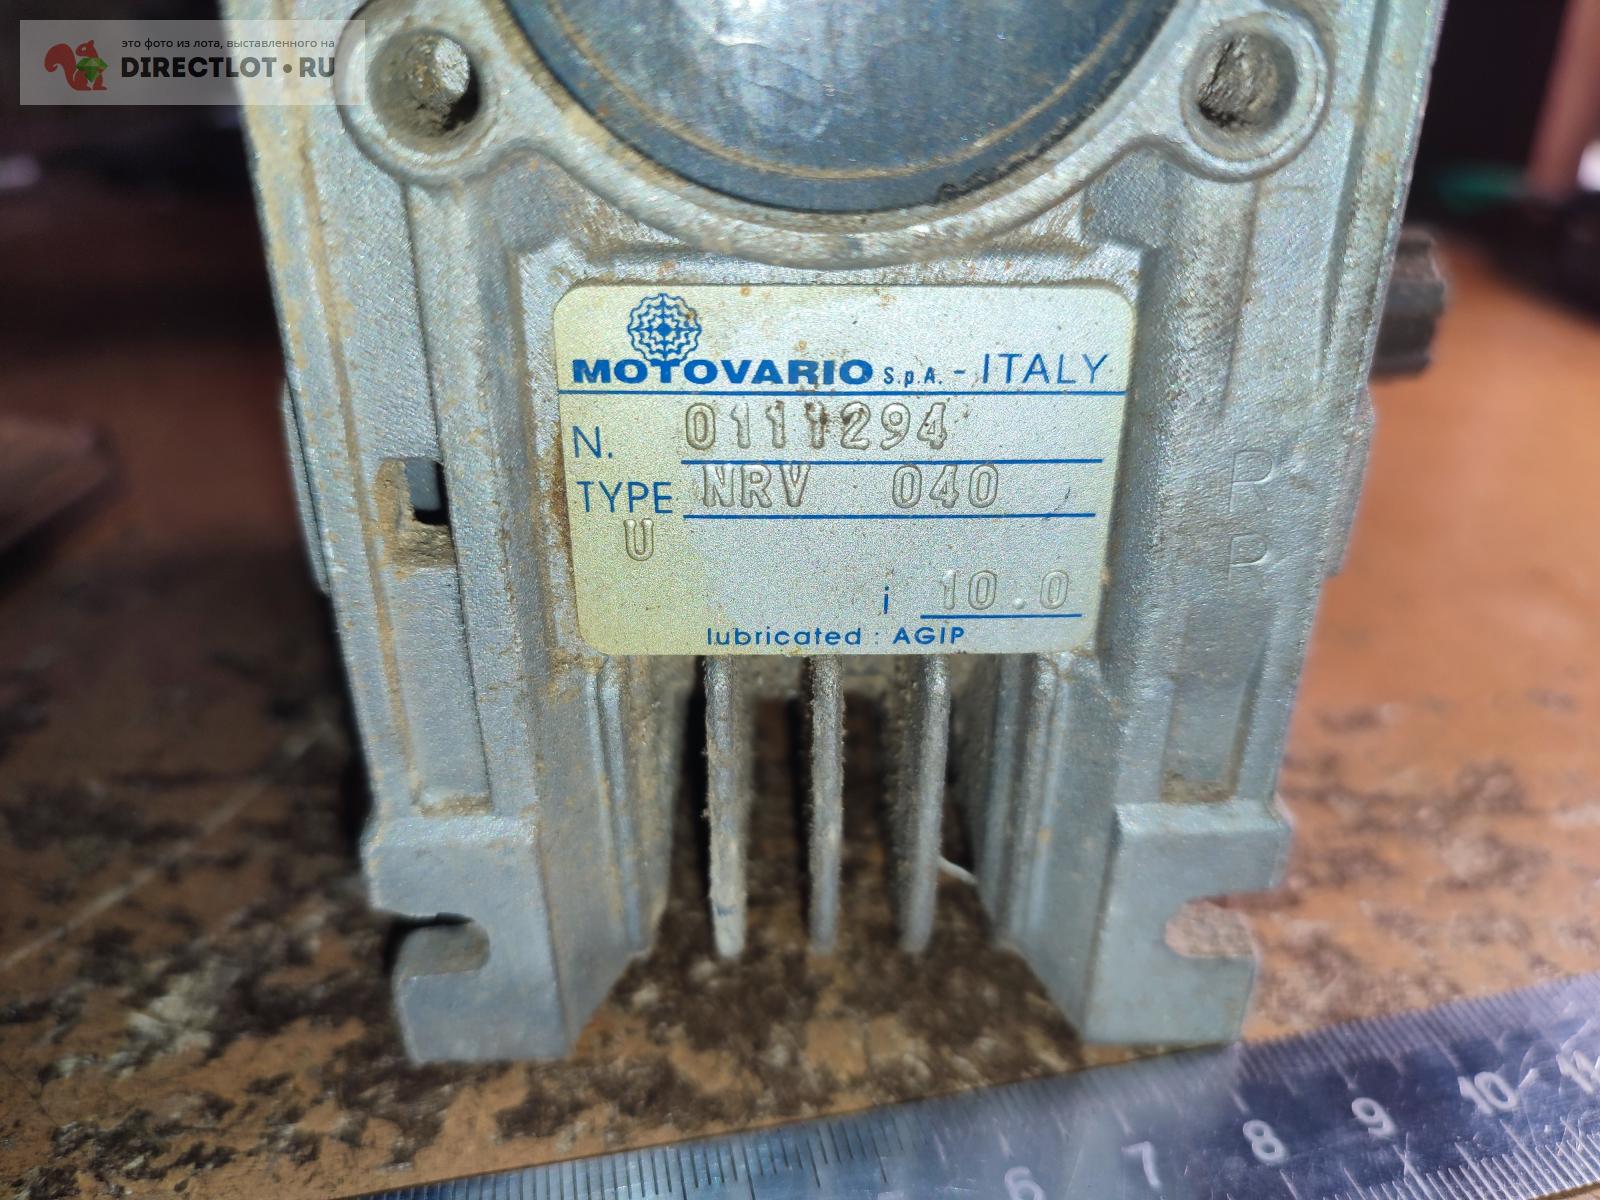 это фото из лота, выставленного на
DIRECTLOT.RU
MOTOVARIO S.p.A. - ITALY
N. 0111294
TYPE NRV 040
U
i 10.0
lubricated : AGIP
R
P
6 7 8 9 10 11